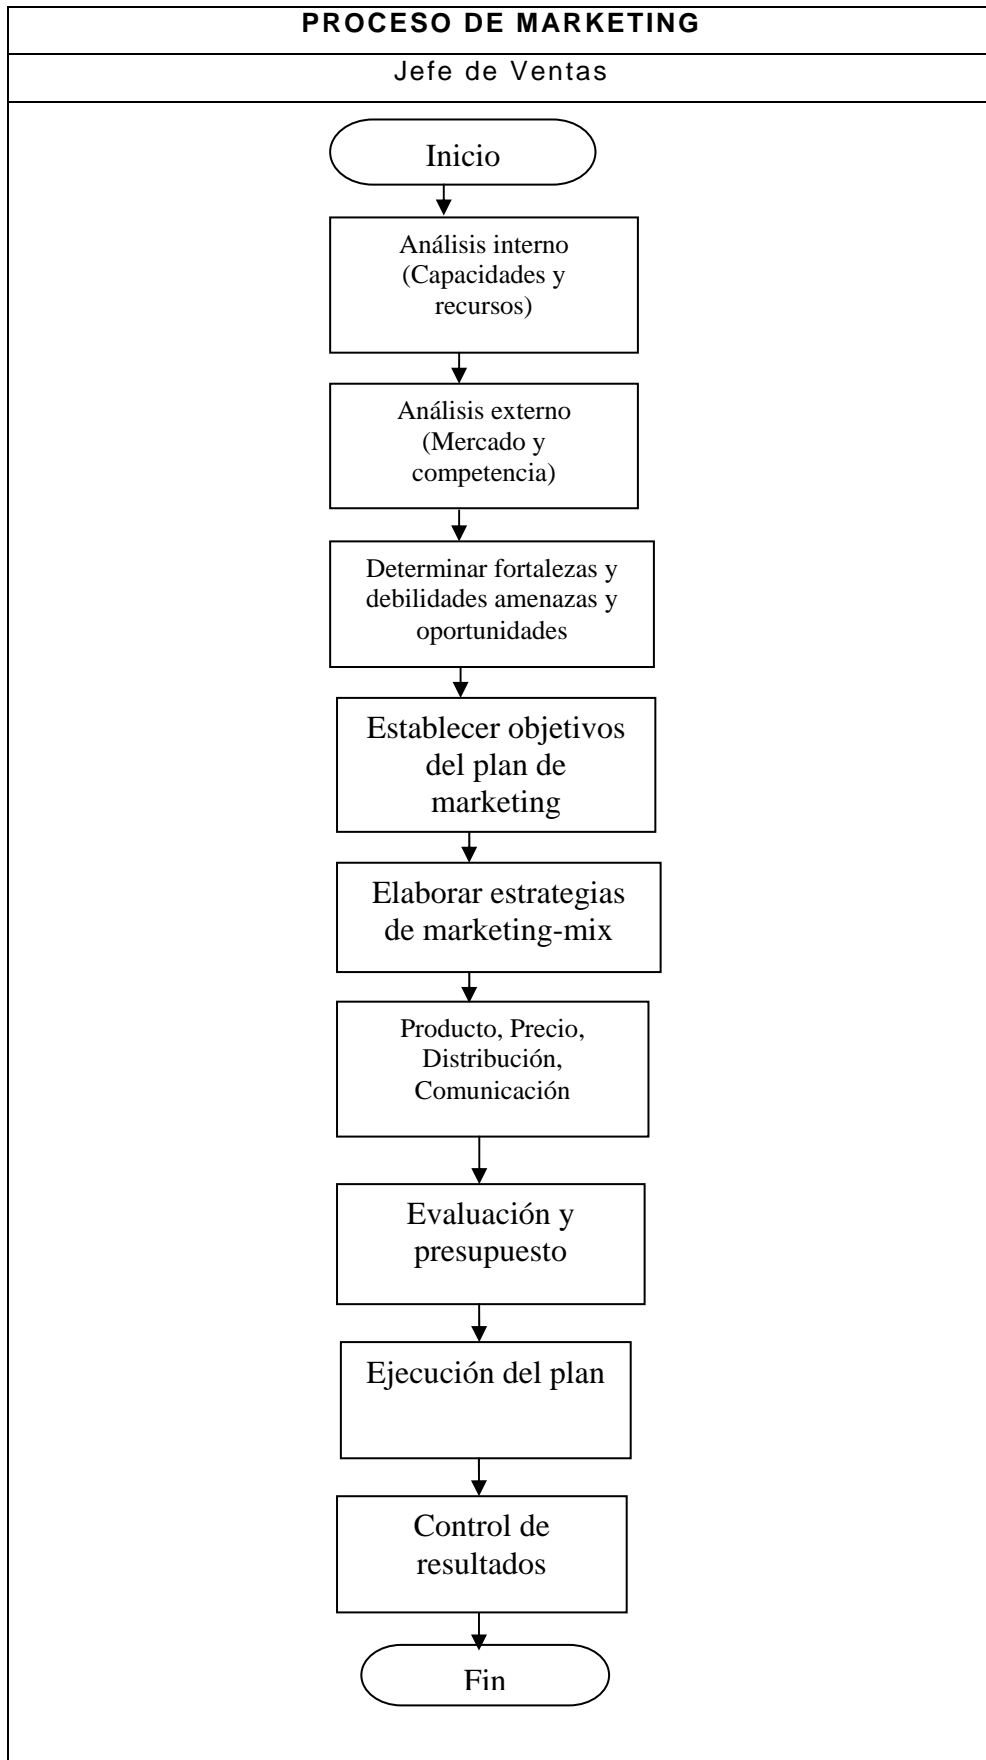 PROCESO DE MARKETING
Jefe de Ventas
Inicio
Análisis interno
(Capacidades y
recursos)
Análisis externo
(Mercado y
competencia)
Determinar fortalezas y
debilidades amenazas y
oportunidades
Establecer objetivos
del plan de
marketing
Elaborar estrategias
de marketing-mix
Producto, Precio,
Distribución,
Comunicación
Evaluación y
presupuesto
Ejecución del plan
Control de
resultados
Fin